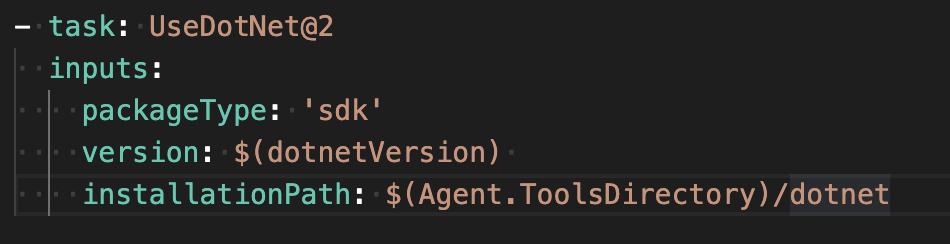 - task: UseDotNet@2
  inputs:
    packageType: 'sdk'
    version: $(dotnetVersion)
    installationPath: $(Agent.ToolsDirectory)/dotnet